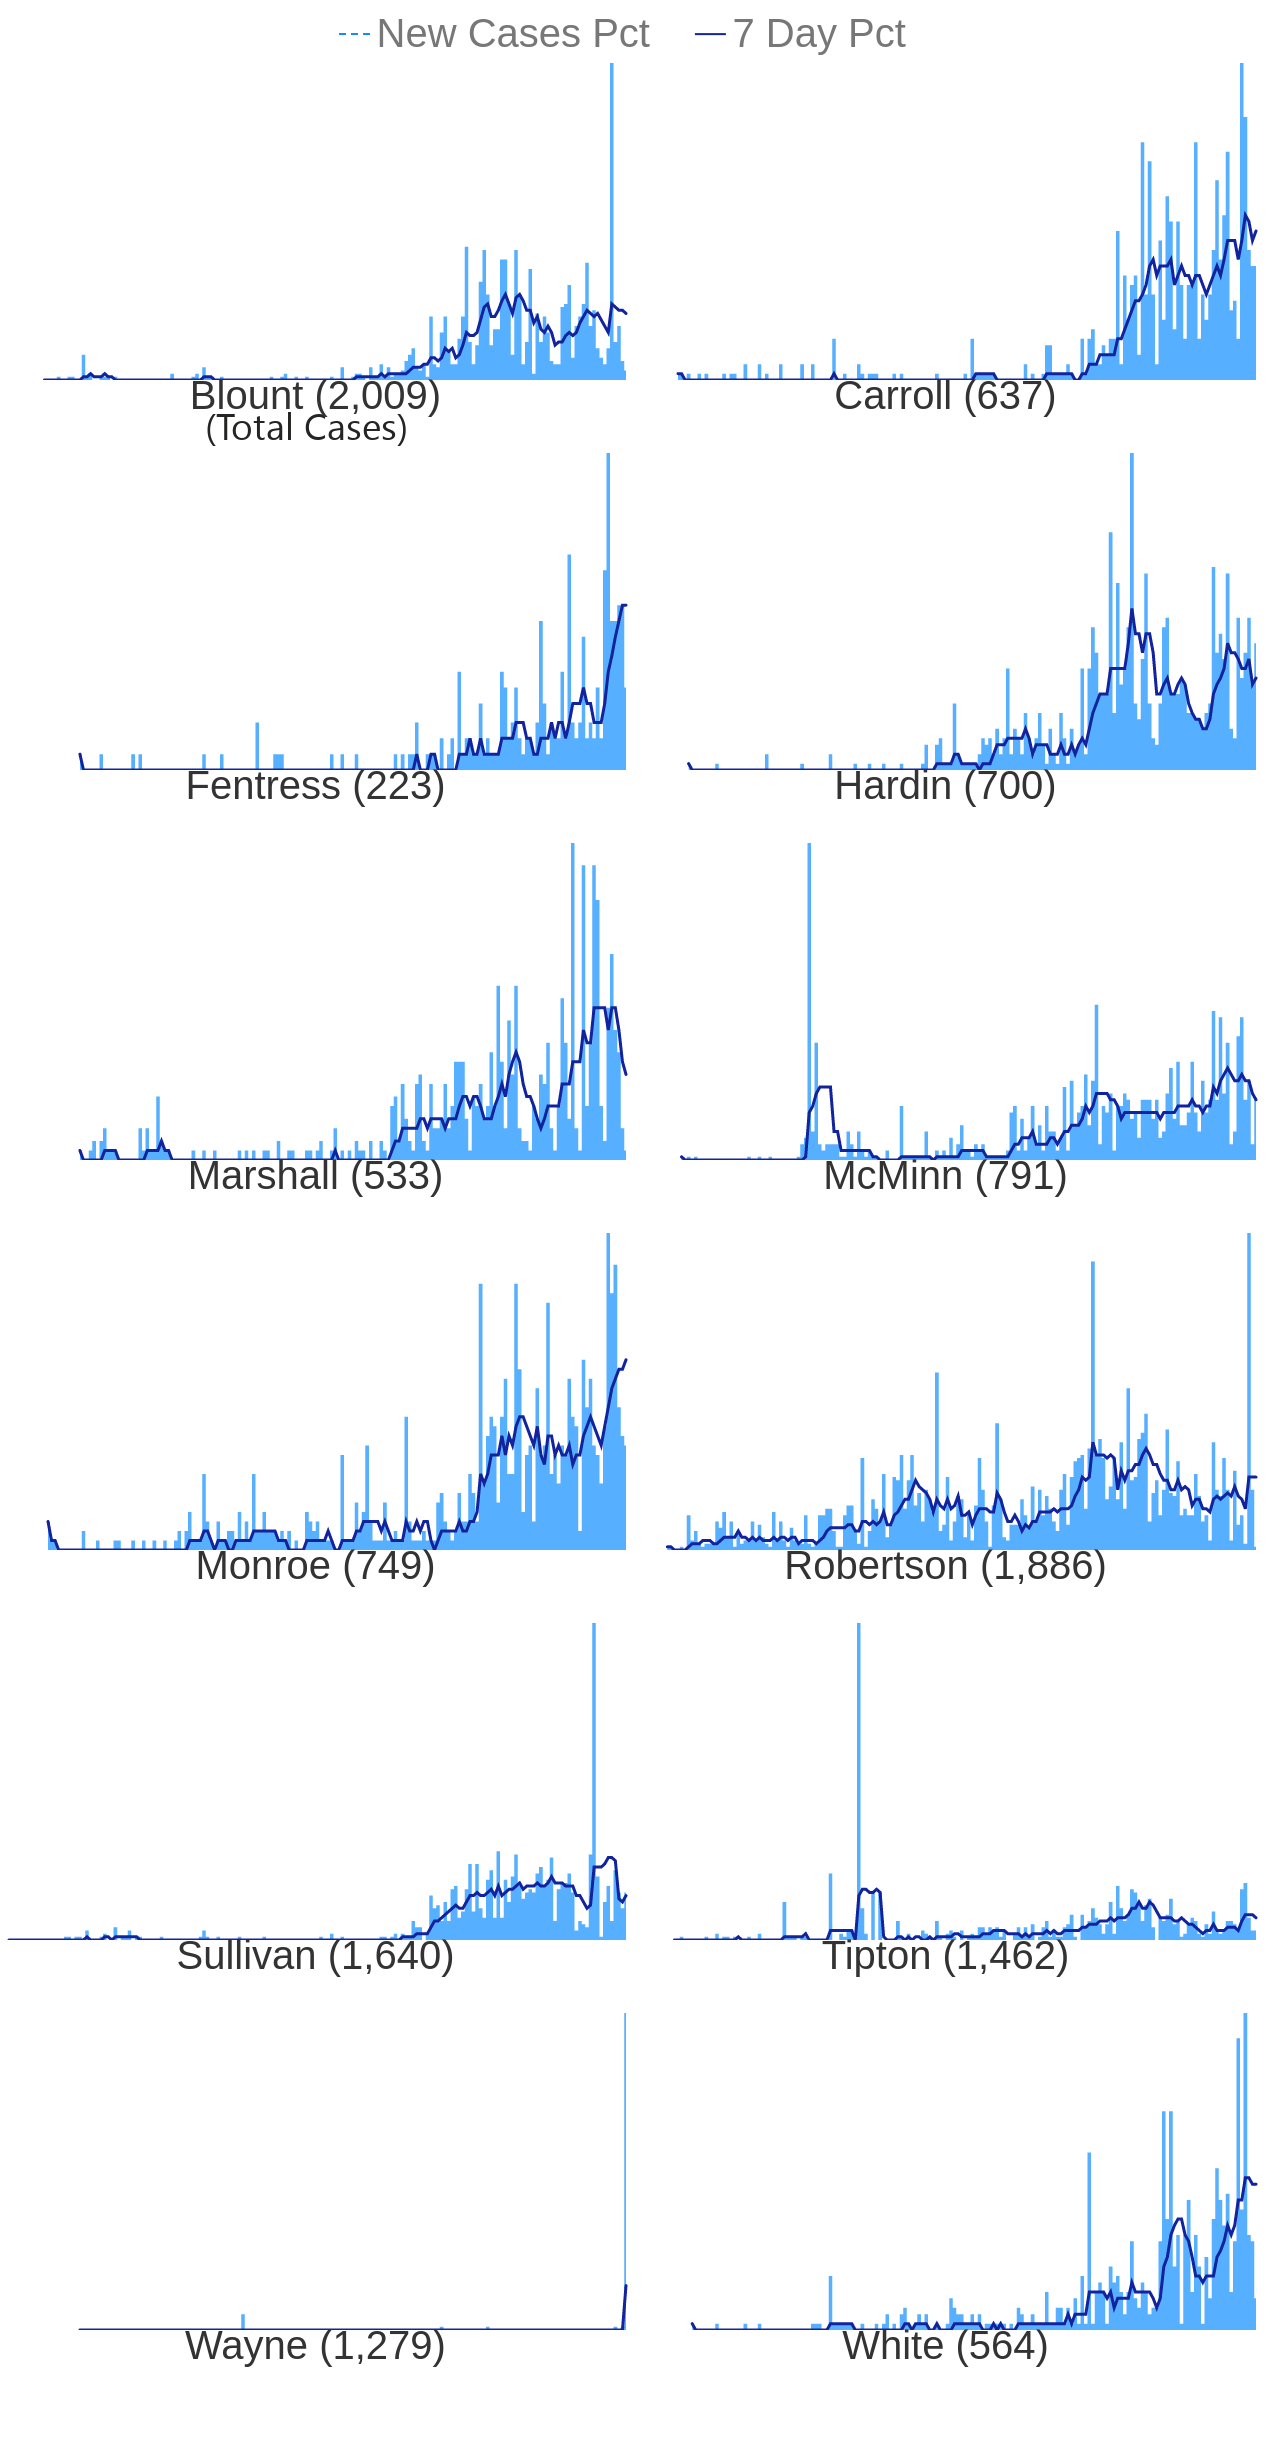 New Cases Pct 7 Day Pct
Blount (2,009) Carroll (637)
(Total Cases)
Fentress (223) Hardin (700)
Marshall (533) McMinn (791)
Monroe (749) Robertson (1,886)
Sullivan (1,640) Tipton (1,462)
Wayne (1,279) White (564)